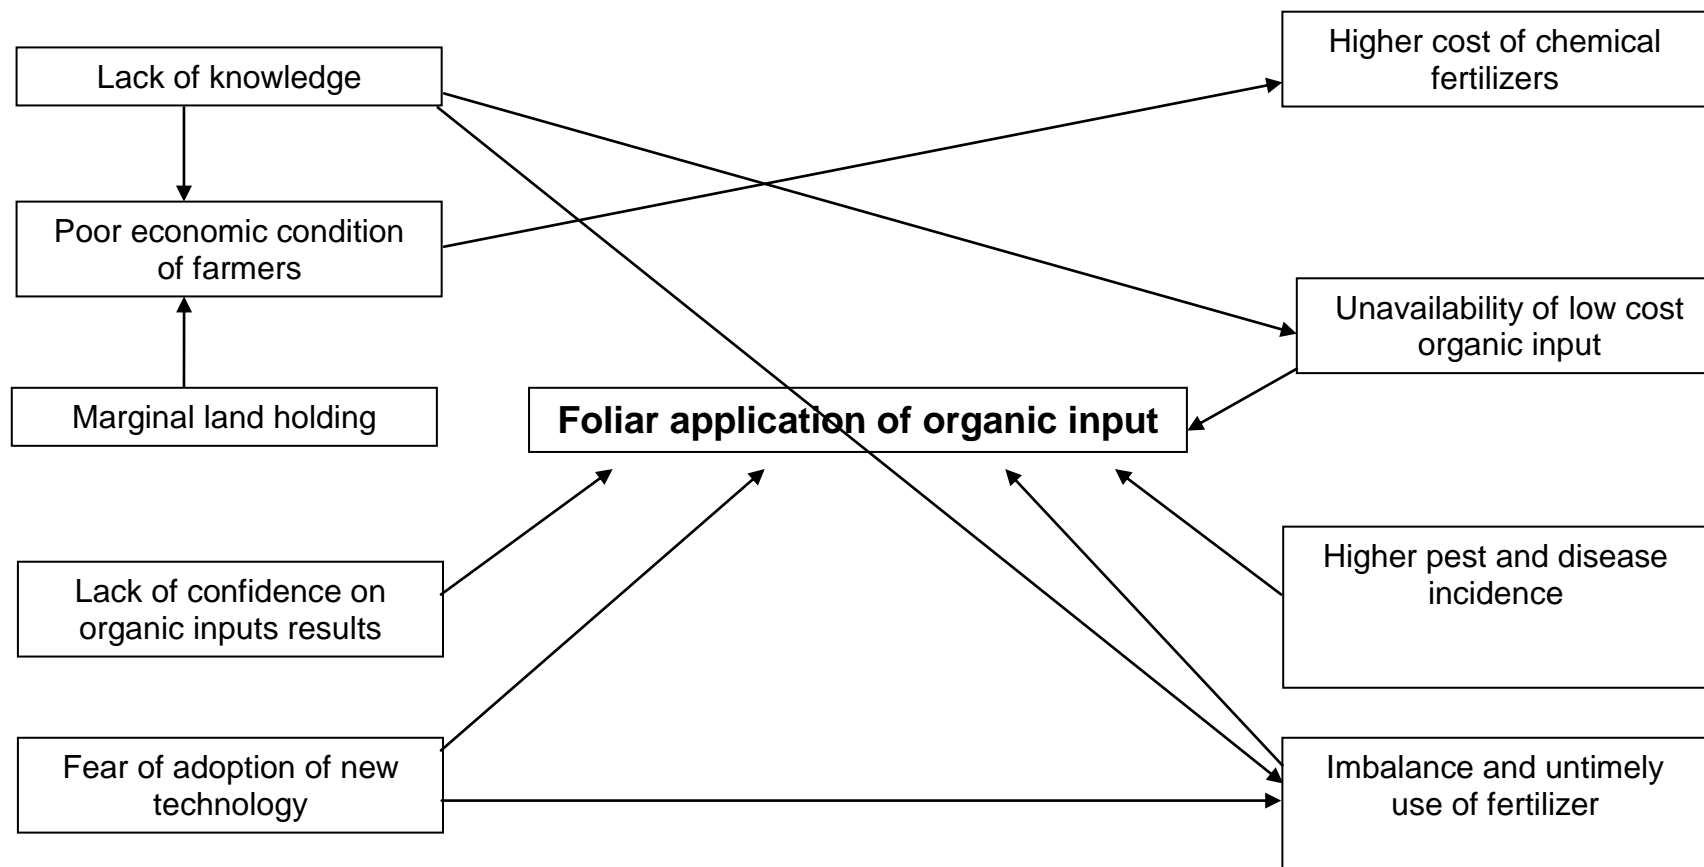 Higher cost of chemical
fertilizers
Lack of knowledge
Poor economic condition
of farmers
Unavailability of low cost
organic input
Marginal land holding
Foliar application of organic input
Lack of confidence on
organic inputs results
Higher pest and disease
incidence
Fear of adoption of new
technology
Imbalance and untimely
use of fertilizer